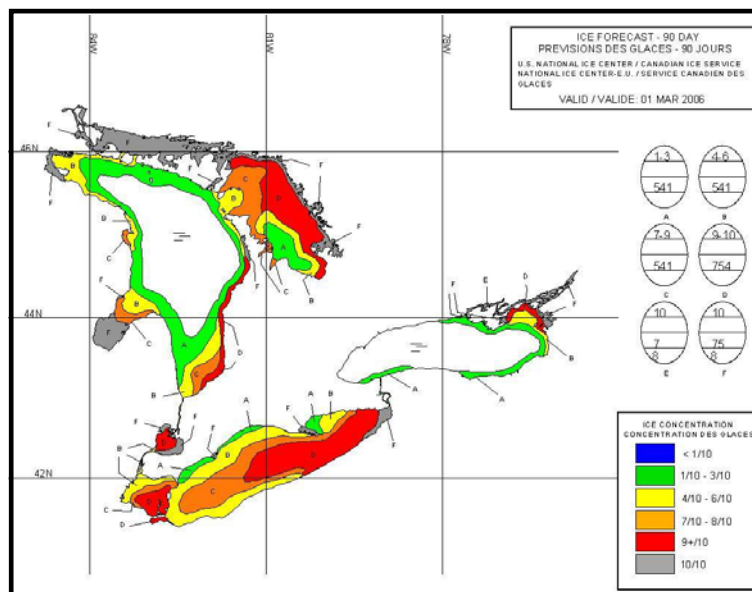 84W
81W
78W
ICE FORECAST - 90 DAY
PREVISIONS DES GLACES - 90 JOURS
U.S. NATIONAL ICE CENTER / CANADIAN ICE SERVICE
NATIONAL ICE CENTER-E.U. / SERVICE CANADIEN DES
GLACES
VALID / VALIDE: 01 MAR 2006
46N
44N
42N
1-3
541
A
4-6
541
B
7-9
541
C
9-10
754
D
10
7
8
E
10
75
8
F
ICE CONCENTRATION
CONCENTRATION DES GLACES
< 1/10
1/10 - 3/10
4/10 - 6/10
7/10 - 8/10
9+/10
10/10